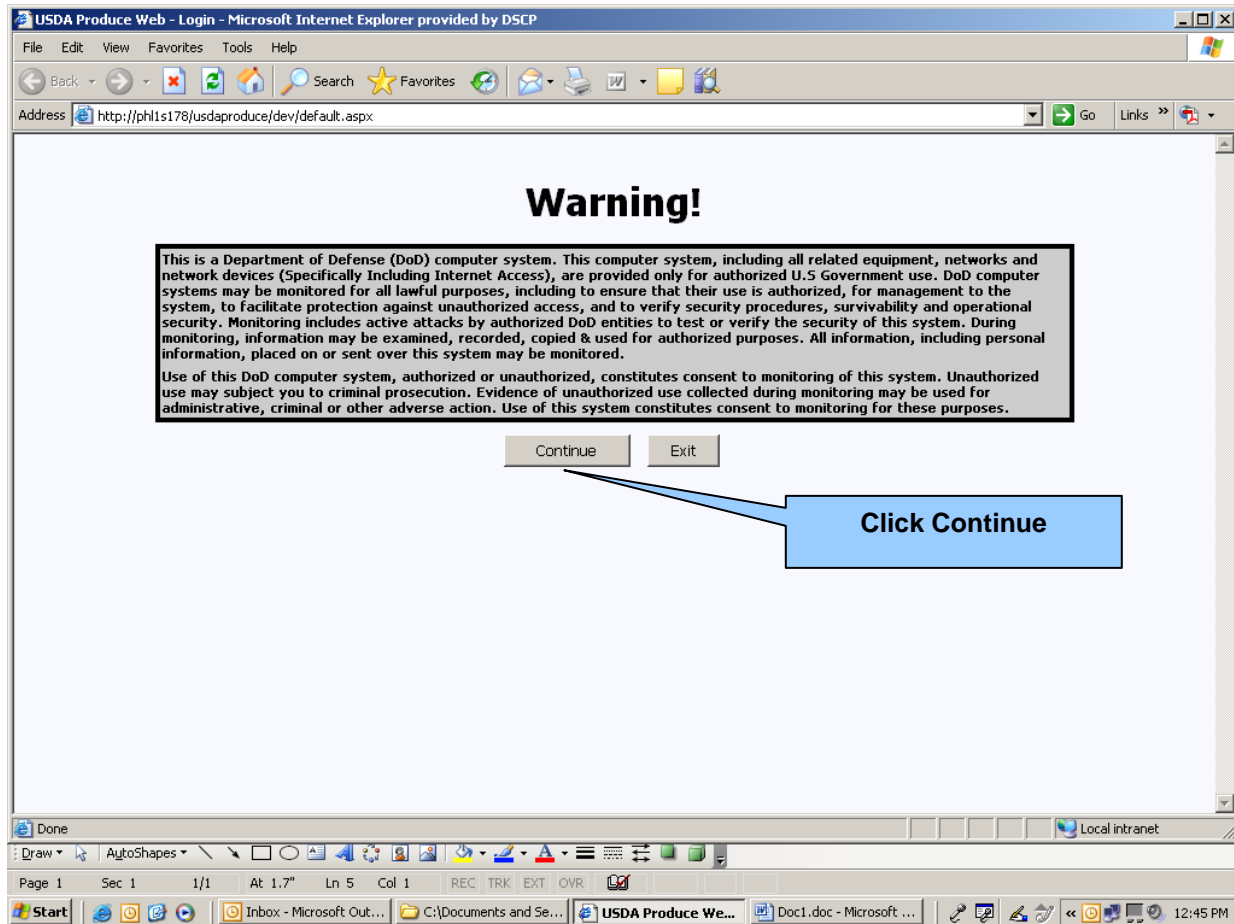 USDA Produce Web - Login - Microsoft Internet Explorer provided by DSCP
File Edit View Favorites Tools Help
Back Search Favorites
Address http://phl1s178/usdaproduce/dev/default.aspx Go Links »
Warning!
This is a Department of Defense (DoD) computer system. This computer system, including all related equipment, networks and
network devices (Specifically Including Internet Access), are provided only for authorized U.S Government use. DoD computer
systems may be monitored for all lawful purposes, including to ensure that their use is authorized, for management to the
system, to facilitate protection against unauthorized access, and to verify security procedures, survivability and operational
security. Monitoring includes active attacks by authorized DoD entities to test or verify the security of this system. During
monitoring, information may be examined, recorded, copied & used for authorized purposes. All information, including personal
information, placed on or sent over this system may be monitored.
Use of this DoD computer system, authorized or unauthorized, constitutes consent to monitoring of this system. Unauthorized
use may subject you to criminal prosecution. Evidence of unauthorized use collected during monitoring may be used for
administrative, criminal or other adverse action. Use of this system constitutes consent to monitoring for these purposes.
Continue Exit
Click Continue
Done Local intranet
Draw AutoShapes
Page 1 Sec 1 1/1 At 1.7" Ln 5 Col 1 REC TRK EXT OVR
Start Inbox - Microsoft Out... C:\Documents and Se... USDA Produce We... Doc1.doc - Microsoft ... « 12:45 PM